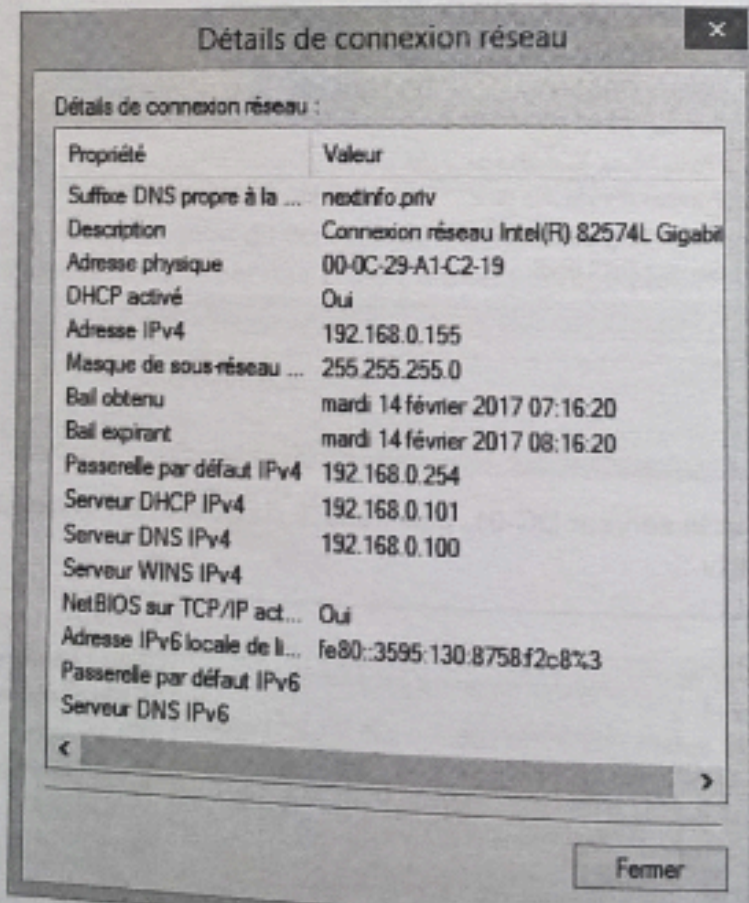 Détails de connexion réseau
×
Détails de connexion réseau :
Propriété Valeur
Suffixe DNS propre à la ... nextinfo.priv
Description Connexion réseau Intel(R) 82574L Gigabit
Adresse physique 00-0C-29-A1-C2-19
DHCP activé Oui
Adresse IPv4 192.168.0.155
Masque de sous-réseau ... 255.255.255.0
Bail obtenu mardi 14 février 2017 07:16:20
Bail expirant mardi 14 février 2017 08:16:20
Passerelle par défaut IPv4 192.168.0.254
Serveur DHCP IPv4 192.168.0.101
Serveur DNS IPv4 192.168.0.100
Serveur WINS IPv4
NetBIOS sur TCP/IP act... Oui
Adresse IPv6 locale de li... fe80::3595:130:8758:f2c8%3
Passerelle par défaut IPv6
Serveur DNS IPv6
Fermer